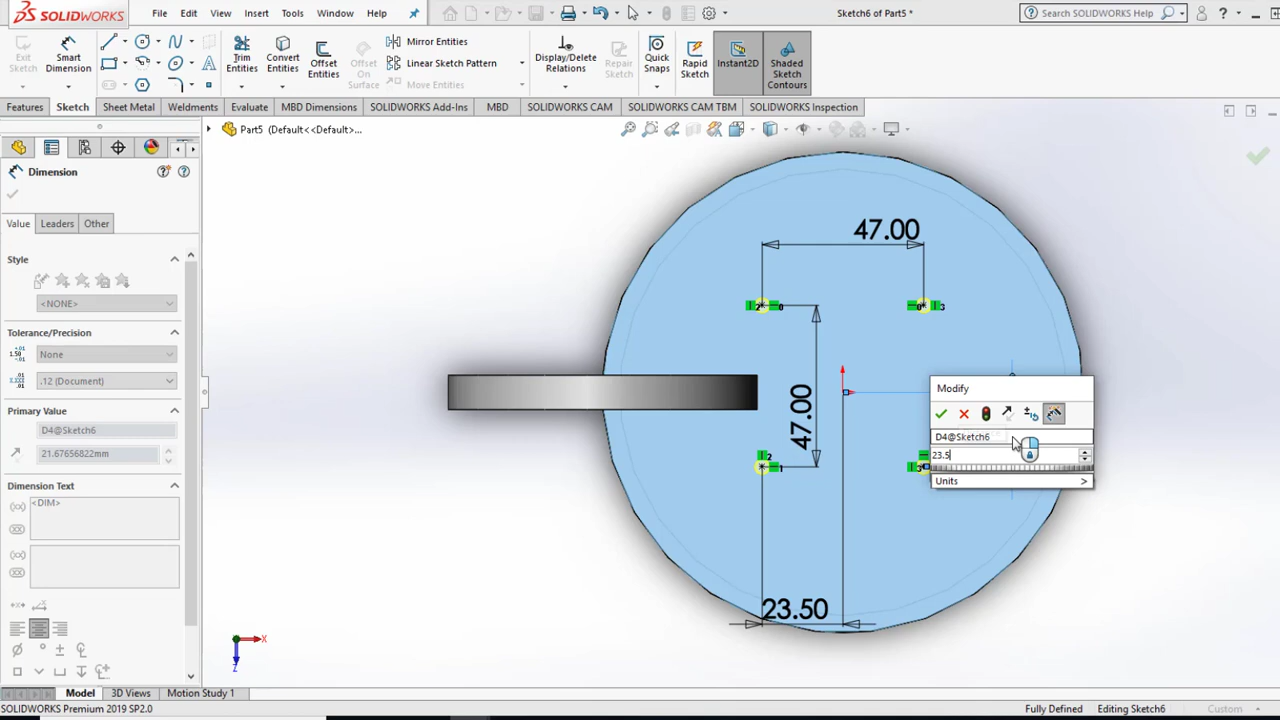 SOLIDWORKS
File Edit View Insert Tools Window Help
Sketch6 of Part5 *
Search SOLIDWORKS Help
Exit Sketch
Smart Dimension
Trim Entities
Convert Entities
Offset Entities
Offset On Surface
Mirror Entities
Linear Sketch Pattern
Move Entities
Display/Delete Relations
Repair Sketch
Quick Snaps
Rapid Sketch
Instant2D
Shaded Sketch Contours
Features Sketch Sheet Metal Weldments Evaluate MBD Dimensions SOLIDWORKS Add-Ins MBD SOLIDWORKS CAM SOLIDWORKS CAM TBM SOLIDWORKS Inspection
Part5 (Default<<Default>...
Dimension
Value Leaders Other
Style
<NONE>
Tolerance/Precision
None
.12 (Document)
Primary Value
D4@Sketch6
21.67656822mm
Dimension Text
<DIM>
47.00
47.00
23.50
Modify
D4@Sketch6
23.5
Units >
X
Z
Model 3D Views Motion Study 1
SOLIDWORKS Premium 2019 SP2.0
Fully Defined Editing Sketch6 Custom